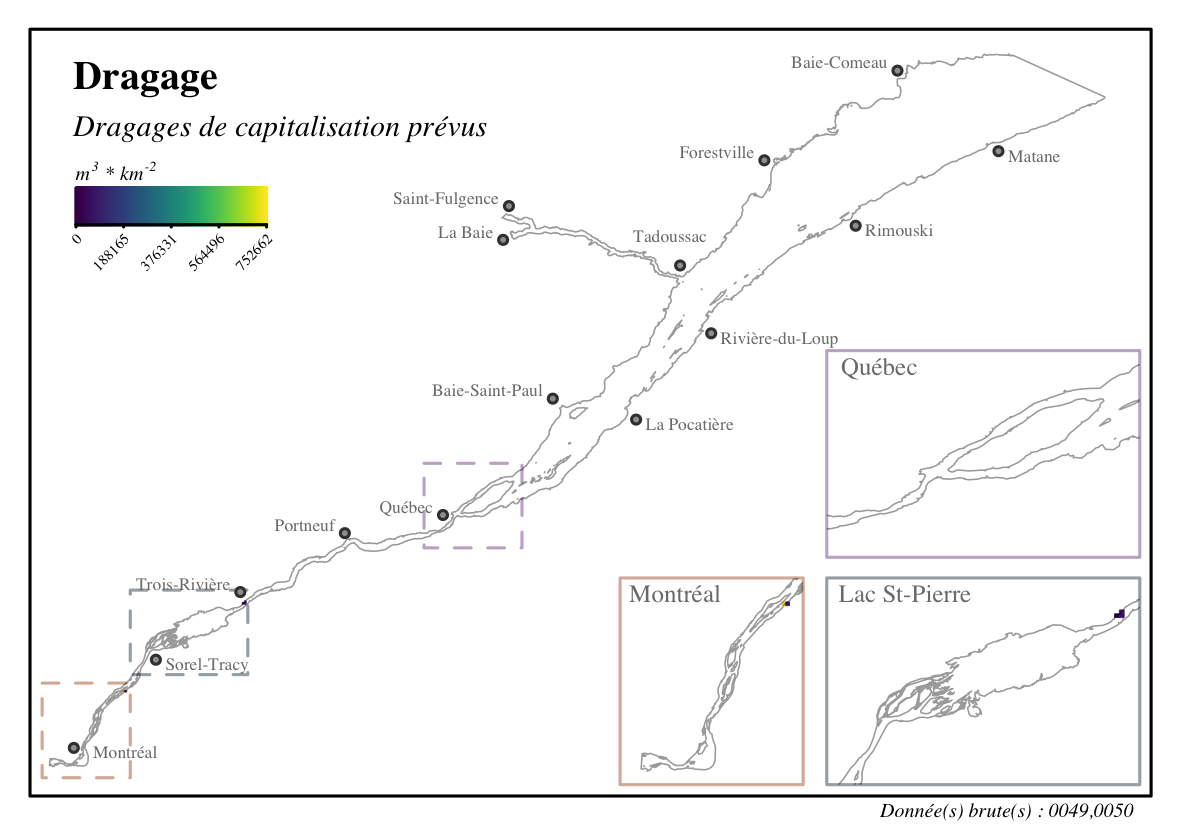 Dragage
Dragages de capitalisation prévus
m³ * km⁻²
0
188165
376331
564496
752662
Baie-Comeau
Forestville
Matane
Saint-Fulgence
La Baie
Tadoussac
Rimouski
Rivière-du-Loup
Baie-Saint-Paul
La Pocatière
Québec
Portneuf
Trois-Rivière
Sorel-Tracy
Montréal
Québec
Montréal
Lac St-Pierre
Donnée(s) brute(s) : 0049,0050